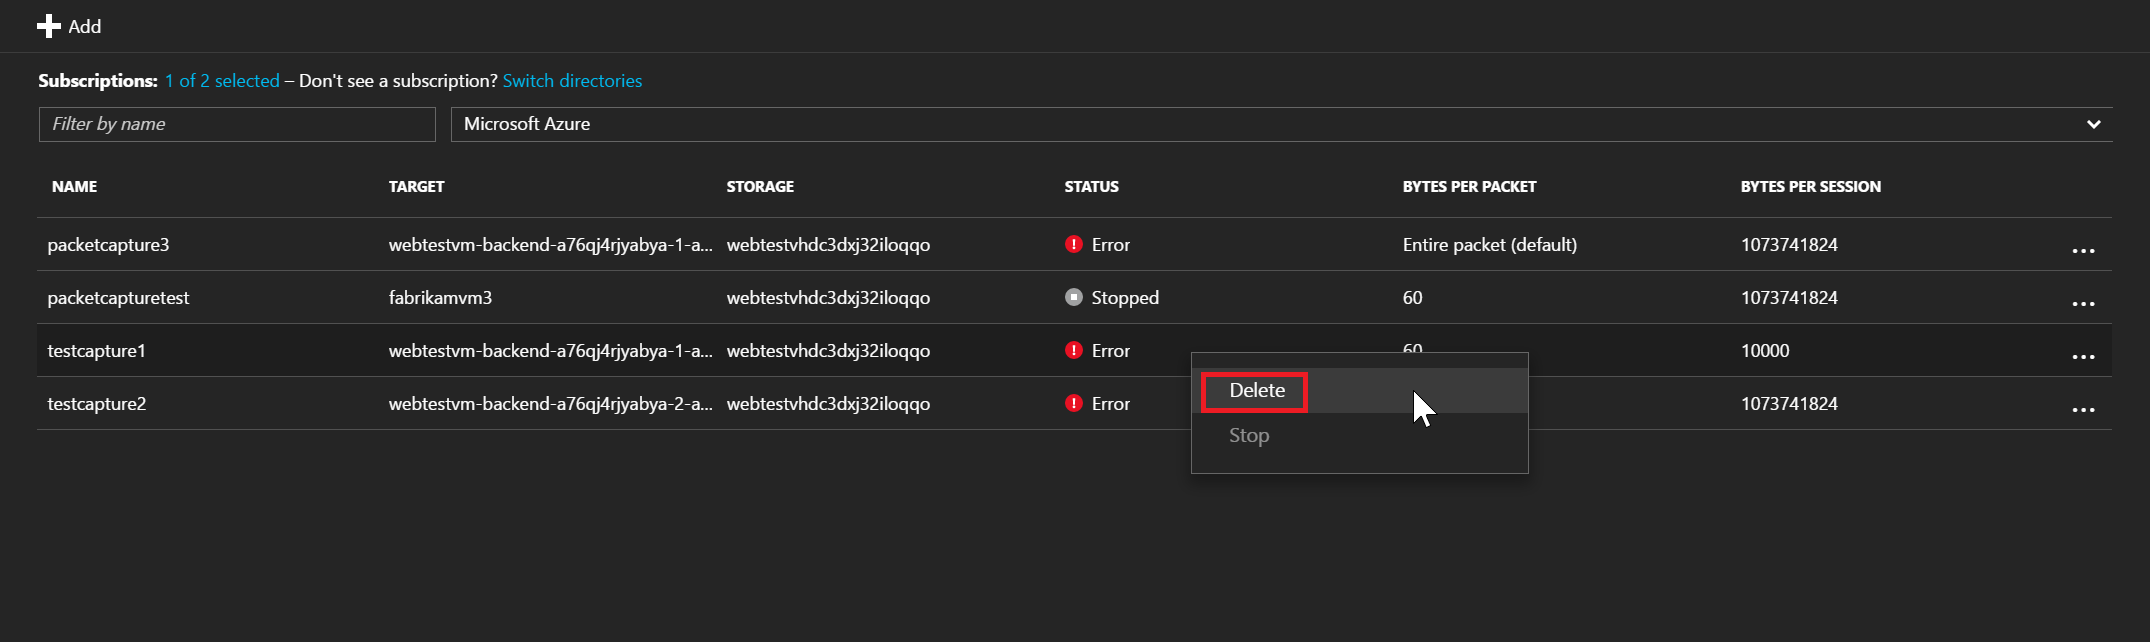 Add
Subscriptions: 1 of 2 selected – Don't see a subscription? Switch directories
Filter by name Microsoft Azure
NAME TARGET STORAGE STATUS BYTES PER PACKET BYTES PER SESSION
packetcapture3 webtestvm-backend-a76qj4rjyabya-1-a... webtestvhdc3dxj32iloqqo Error Entire packet (default) 1073741824 ...
packetcapturetest fabrikamvm3 webtestvhdc3dxj32iloqqo Stopped 60 1073741824 ...
testcapture1 webtestvm-backend-a76qj4rjyabya-1-a... webtestvhdc3dxj32iloqqo Error 60 10000 ...
testcapture2 webtestvm-backend-a76qj4rjyabya-2-a... webtestvhdc3dxj32iloqqo Error 1073741824 ...
Delete
Stop